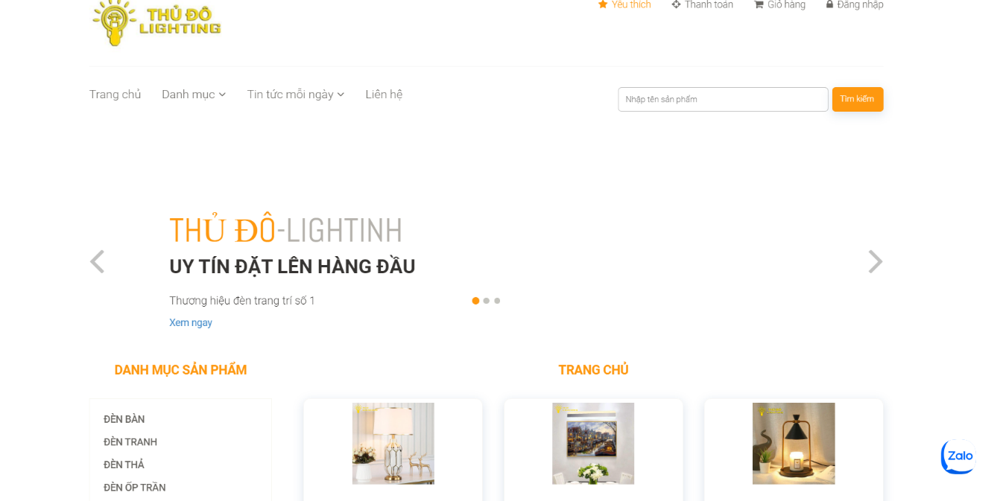 THỦ ĐÔ
LIGHTING
Yêu thích
Thanh toán
Giỏ hàng
Đăng nhập
Trang chủ
Danh mục
Tin tức mỗi ngày
Liên hệ
Nhập tên sản phẩm
Tìm kiếm
THỦ ĐÔ-LIGHTINH
UY TÍN ĐẶT LÊN HÀNG ĐẦU
Thương hiệu đèn trang trí số 1
Xem ngay
DANH MỤC SẢN PHẨM
TRANG CHỦ
ĐÈN BÀN
ĐÈN TRANH
ĐÈN THẢ
ĐÈN ỐP TRẦN
Zalo